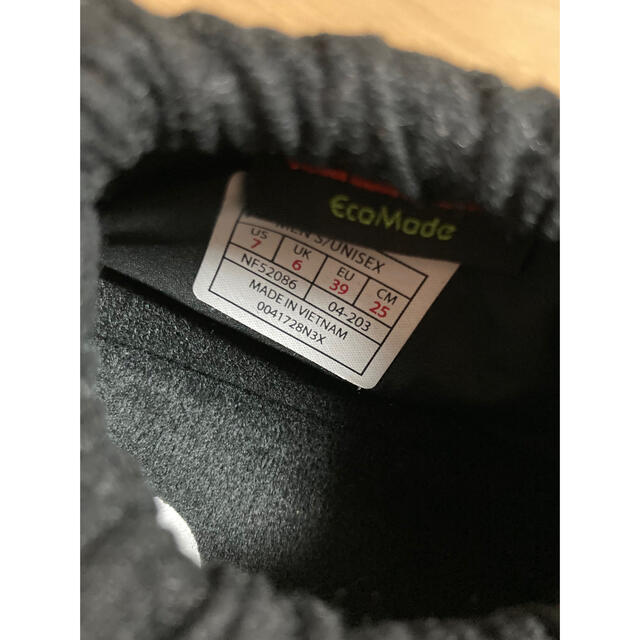 EcoMade
MEN'S/UNISEX
US UK EU CM
7 6 39 25
NF52086 04-203
MADE IN VIETNAM
0041728N3X